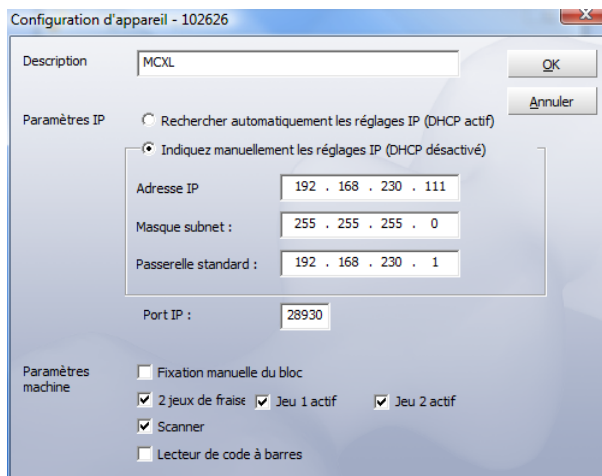 Configuration d'appareil - 102626
Description MCXL OK
Annuler
Paramètres IP Rechercher automatiquement les réglages IP (DHCP actif)
Indiquez manuellement les réglages IP (DHCP désactivé)
Adresse IP 192 . 168 . 230 . 111
Masque subnet : 255 . 255 . 255 . 0
Passerelle standard : 192 . 168 . 230 . 1
Port IP : 28930
Paramètres machine Fixation manuelle du bloc
2 jeux de fraise Jeu 1 actif Jeu 2 actif
Scanner
Lecteur de code à barres